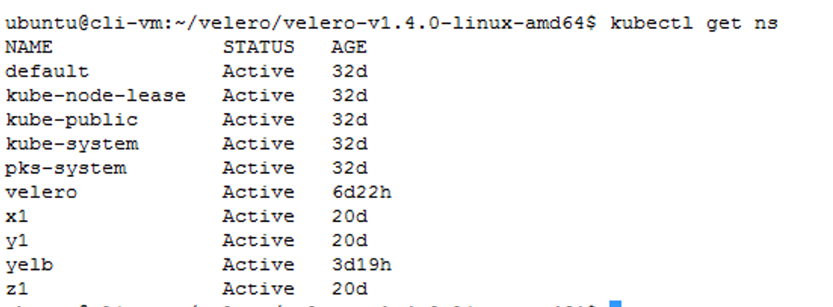 ubuntu@cli-vm:~/velero/velero-v1.4.0-linux-amd64$ kubectl get ns
NAME STATUS AGE
default Active 32d
kube-node-lease Active 32d
kube-public Active 32d
kube-system Active 32d
pks-system Active 32d
velero Active 6d22h
x1 Active 20d
y1 Active 20d
yelb Active 3d19h
z1 Active 20d